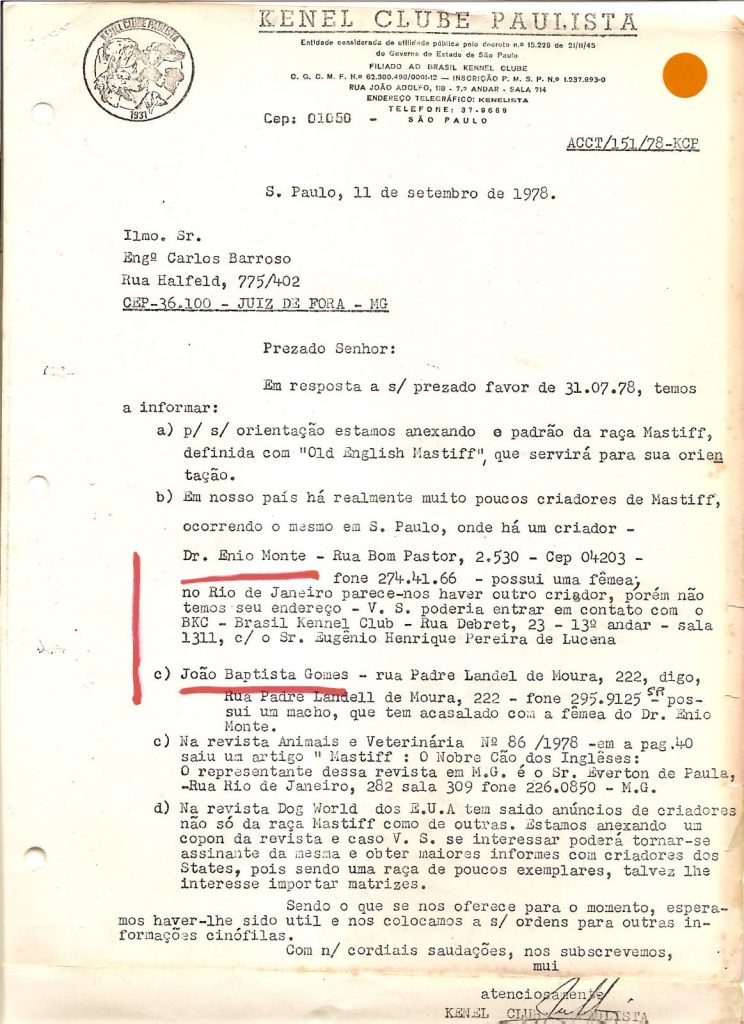 KENEL CLUBE PAULISTA
1931
KENEL CLUBE PAULISTA
Entidade considerada de utilidade pública pelo decreto n.o 15.226 de 21/11/45
do Governo do Estado de São Paulo
FILIADO AO BRASIL KENNEL CLUBE
C. G. C. M. F. N.o 62.300.498/0001-12 — INSCRIÇÃO P. M. S. P. N.o 1.237.093-0
RUA JOÃO ADOLFO, 118 - 7.o ANDAR - SALA 714
ENDEREÇO TELEGRÁFICO: KENELISTA
TELEFONE: 37-9669
Cep: 01050 - SÃO PAULO
ACCT/151/78-KCP
S. Paulo, 11 de setembro de 1978.
Ilmo. Sr.
Engº Carlos Barroso
Rua Halfeld, 775/402
CEP-36.100 - JUIZ DE FORA - MG
Prezado Senhor:
Em resposta a s/ prezado favor de 31.07.78, temos
a informar:
a) p/ s/ orientação estamos anexando o padrão da raça Mastiff,
definida com "Old English Mastiff", que servirá para sua orien
tação.
b) Em nosso país há realmente muito poucos criadores de Mastiff,
ocorrendo o mesmo em S. Paulo, onde há um criador -
Dr. Enio Monte - Rua Bom Pastor, 2.530 - Cep 04203 -
fone 274.41.66 - possui uma fêmea;
no Rio de Janeiro parece-nos haver outro criador, porém não
temos seu endereço - V. S. poderia entrar em contato com o
BKC - Brasil Kennel Club - Rua Debret, 23 - 13º andar - sala
1311, c/ o Sr. Eugênio Henrique Pereira de Lucena
c) João Baptista Gomes - rua Padre Landel de Moura, 222, digo,
Rua Padre Landell de Moura, 222 - fone 295.9125 SP - pos-
sui um macho, que tem acasalado com a fêmea do Dr. Enio
Monte.
c) Na revista Animais e Veterinária Nº 86 /1978 -em a pag.40
saiu um artigo " Mastiff : O Nobre Cão dos Inglêses:
O representante dessa revista em M.G. é o Sr. Everton de Paula,
-Rua Rio de Janeiro, 282 sala 309 fone 226.0850 - M.G.
d) Na revista Dog World dos E.U.A tem saido anúncios de criadores
não só da raça Mastiff como de outras. Estamos anexando um
copon da revista e caso V. S. se interessar poderá tornar-se
assinante da mesma e obter maiores informes com criadores dos
States, pois sendo uma raça de poucos exemplares, talvez lhe
interesse importar matrizes.
Sendo o que se nos oferece para o momento, espera-
mos haver-lhe sido util e nos colocamos a s/ ordens para outras in-
formações cinófilas.
Com n/ cordiais saudações, nos subscrevemos,
mui
atenciosamente
KENEL CLUBE PAULISTA